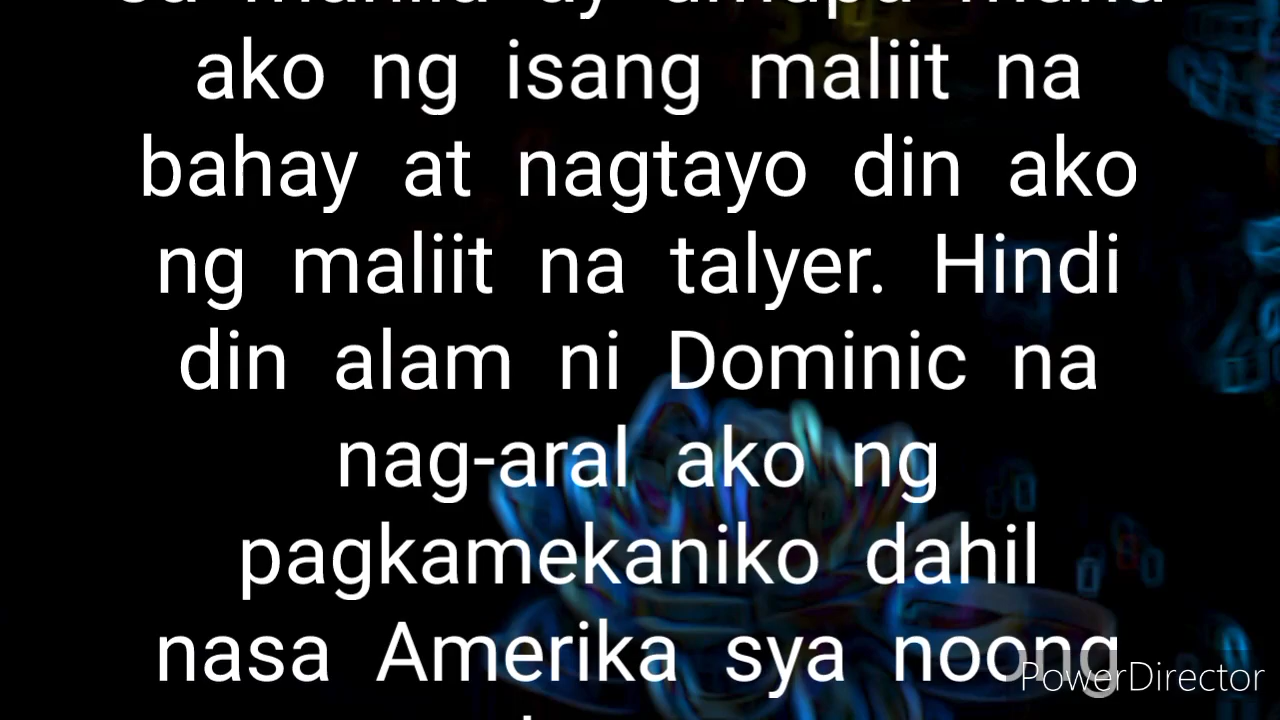 ako ng isang maliit na
bahay at nagtayo din ako
ng maliit na talyer. Hindi
din alam ni Dominic na
nag-aral ako ng
pagkamekaniko dahil
nasa Amerika sya noong
PowerDirector